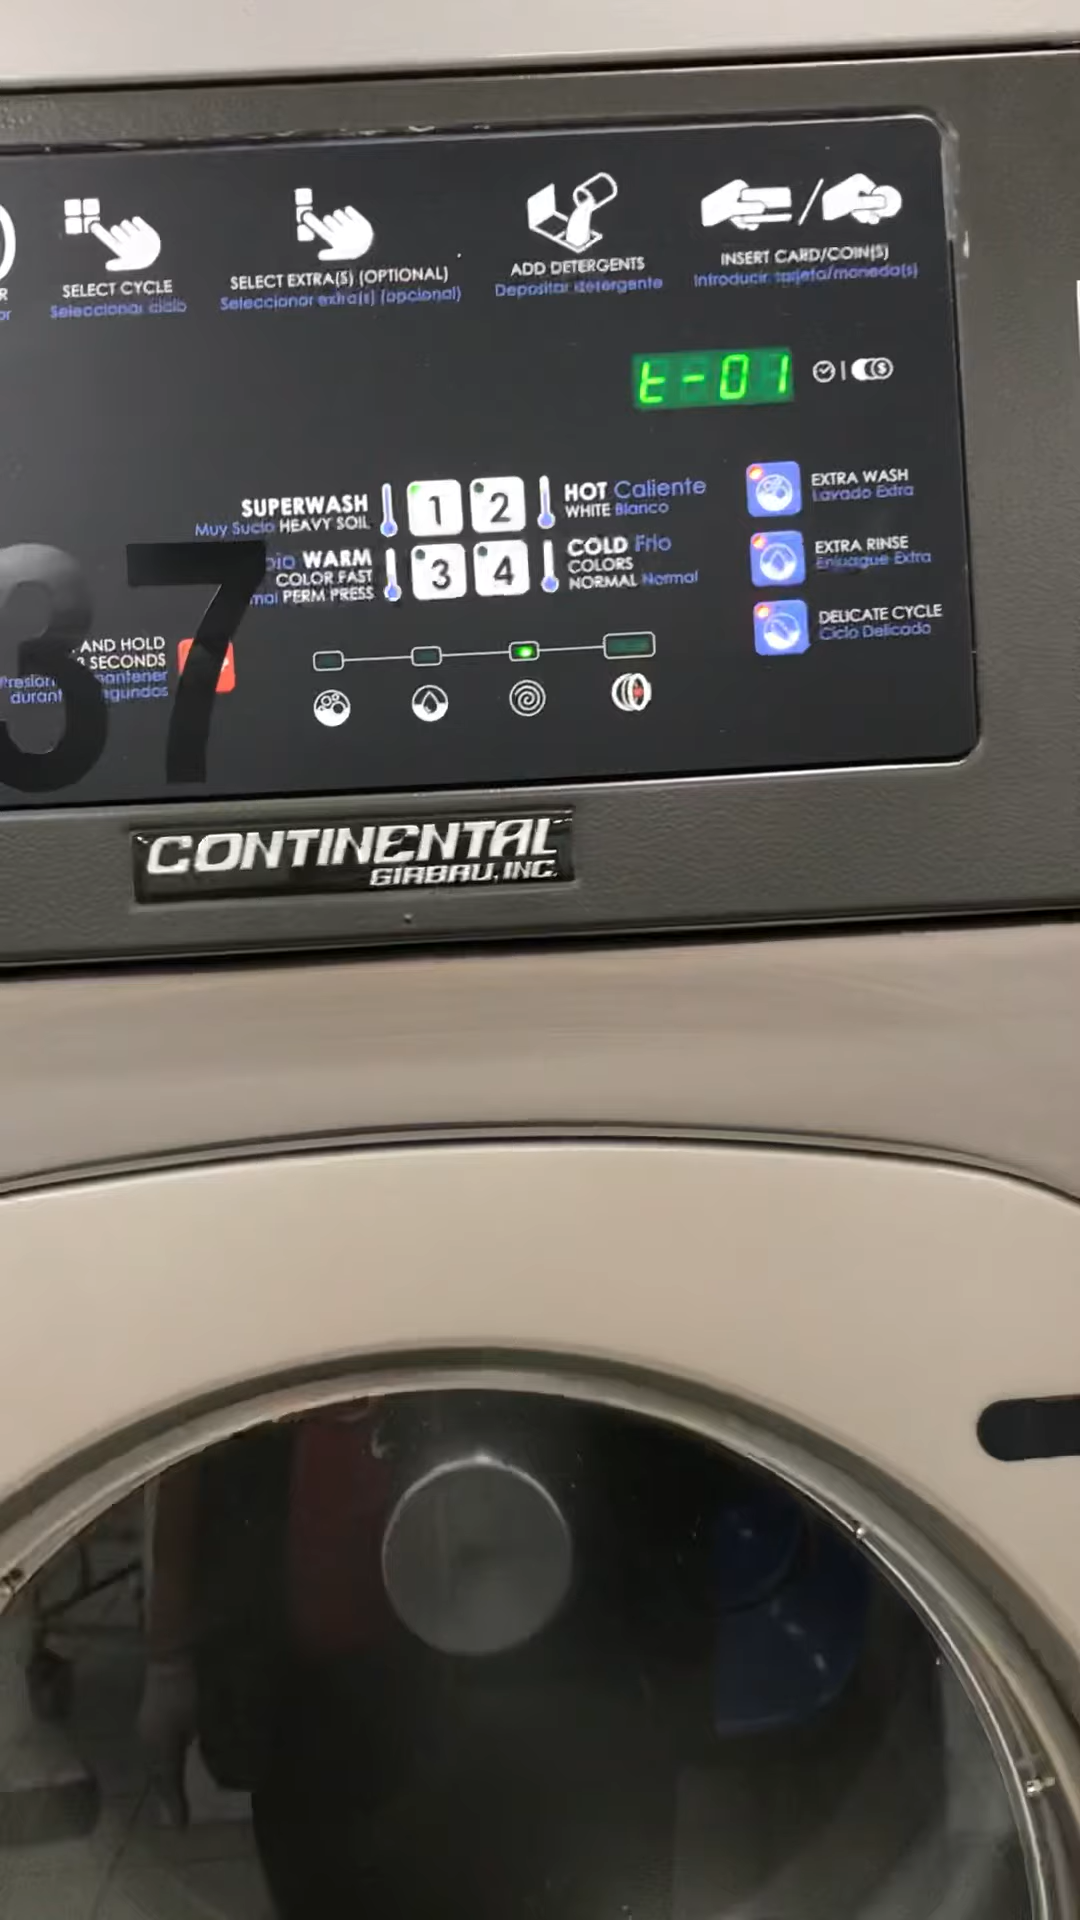 R
or
SELECT CYCLE
Seleccionar ciclo
SELECT EXTRA(S) (OPTIONAL)
Seleccionar extra(s) (opcional)
ADD DETERGENTS
Depositar detergente
INSERT CARD/COIN(S)
Introducir tarjeta/moneda(s)
t-01
SUPERWASH
Muy Sucio HEAVY SOIL
1 2
HOT Caliente
WHITE Blanco
WARM
COLOR FAST
PERM PRESS
3 4
COLD Frio
COLORS
NORMAL Normal
EXTRA WASH
Lavado Extra
EXTRA RINSE
Enjuague Extra
DELICATE CYCLE
Ciclo Delicado
AND HOLD
3 SECONDS
37
CONTINENTAL
GIRBAU, INC.